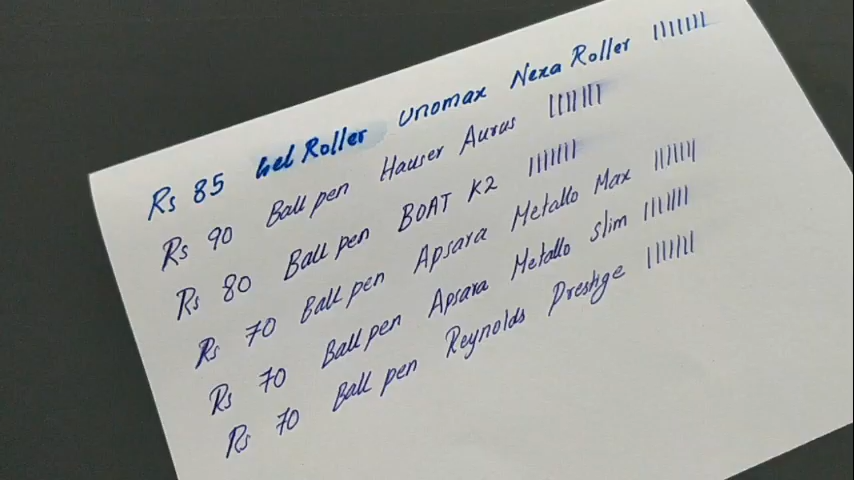 Rs 85 Gel Roller Unomax Nexa Roller
Rs 90 Ball pen Hauser Aurus
Rs 80 Ball pen BOAT K2
Rs 70 Ball pen Apsara Metallo Max
Rs 70 Ball pen Apsara Metallo Slim
Rs 70 Ball pen Reynolds Prestige